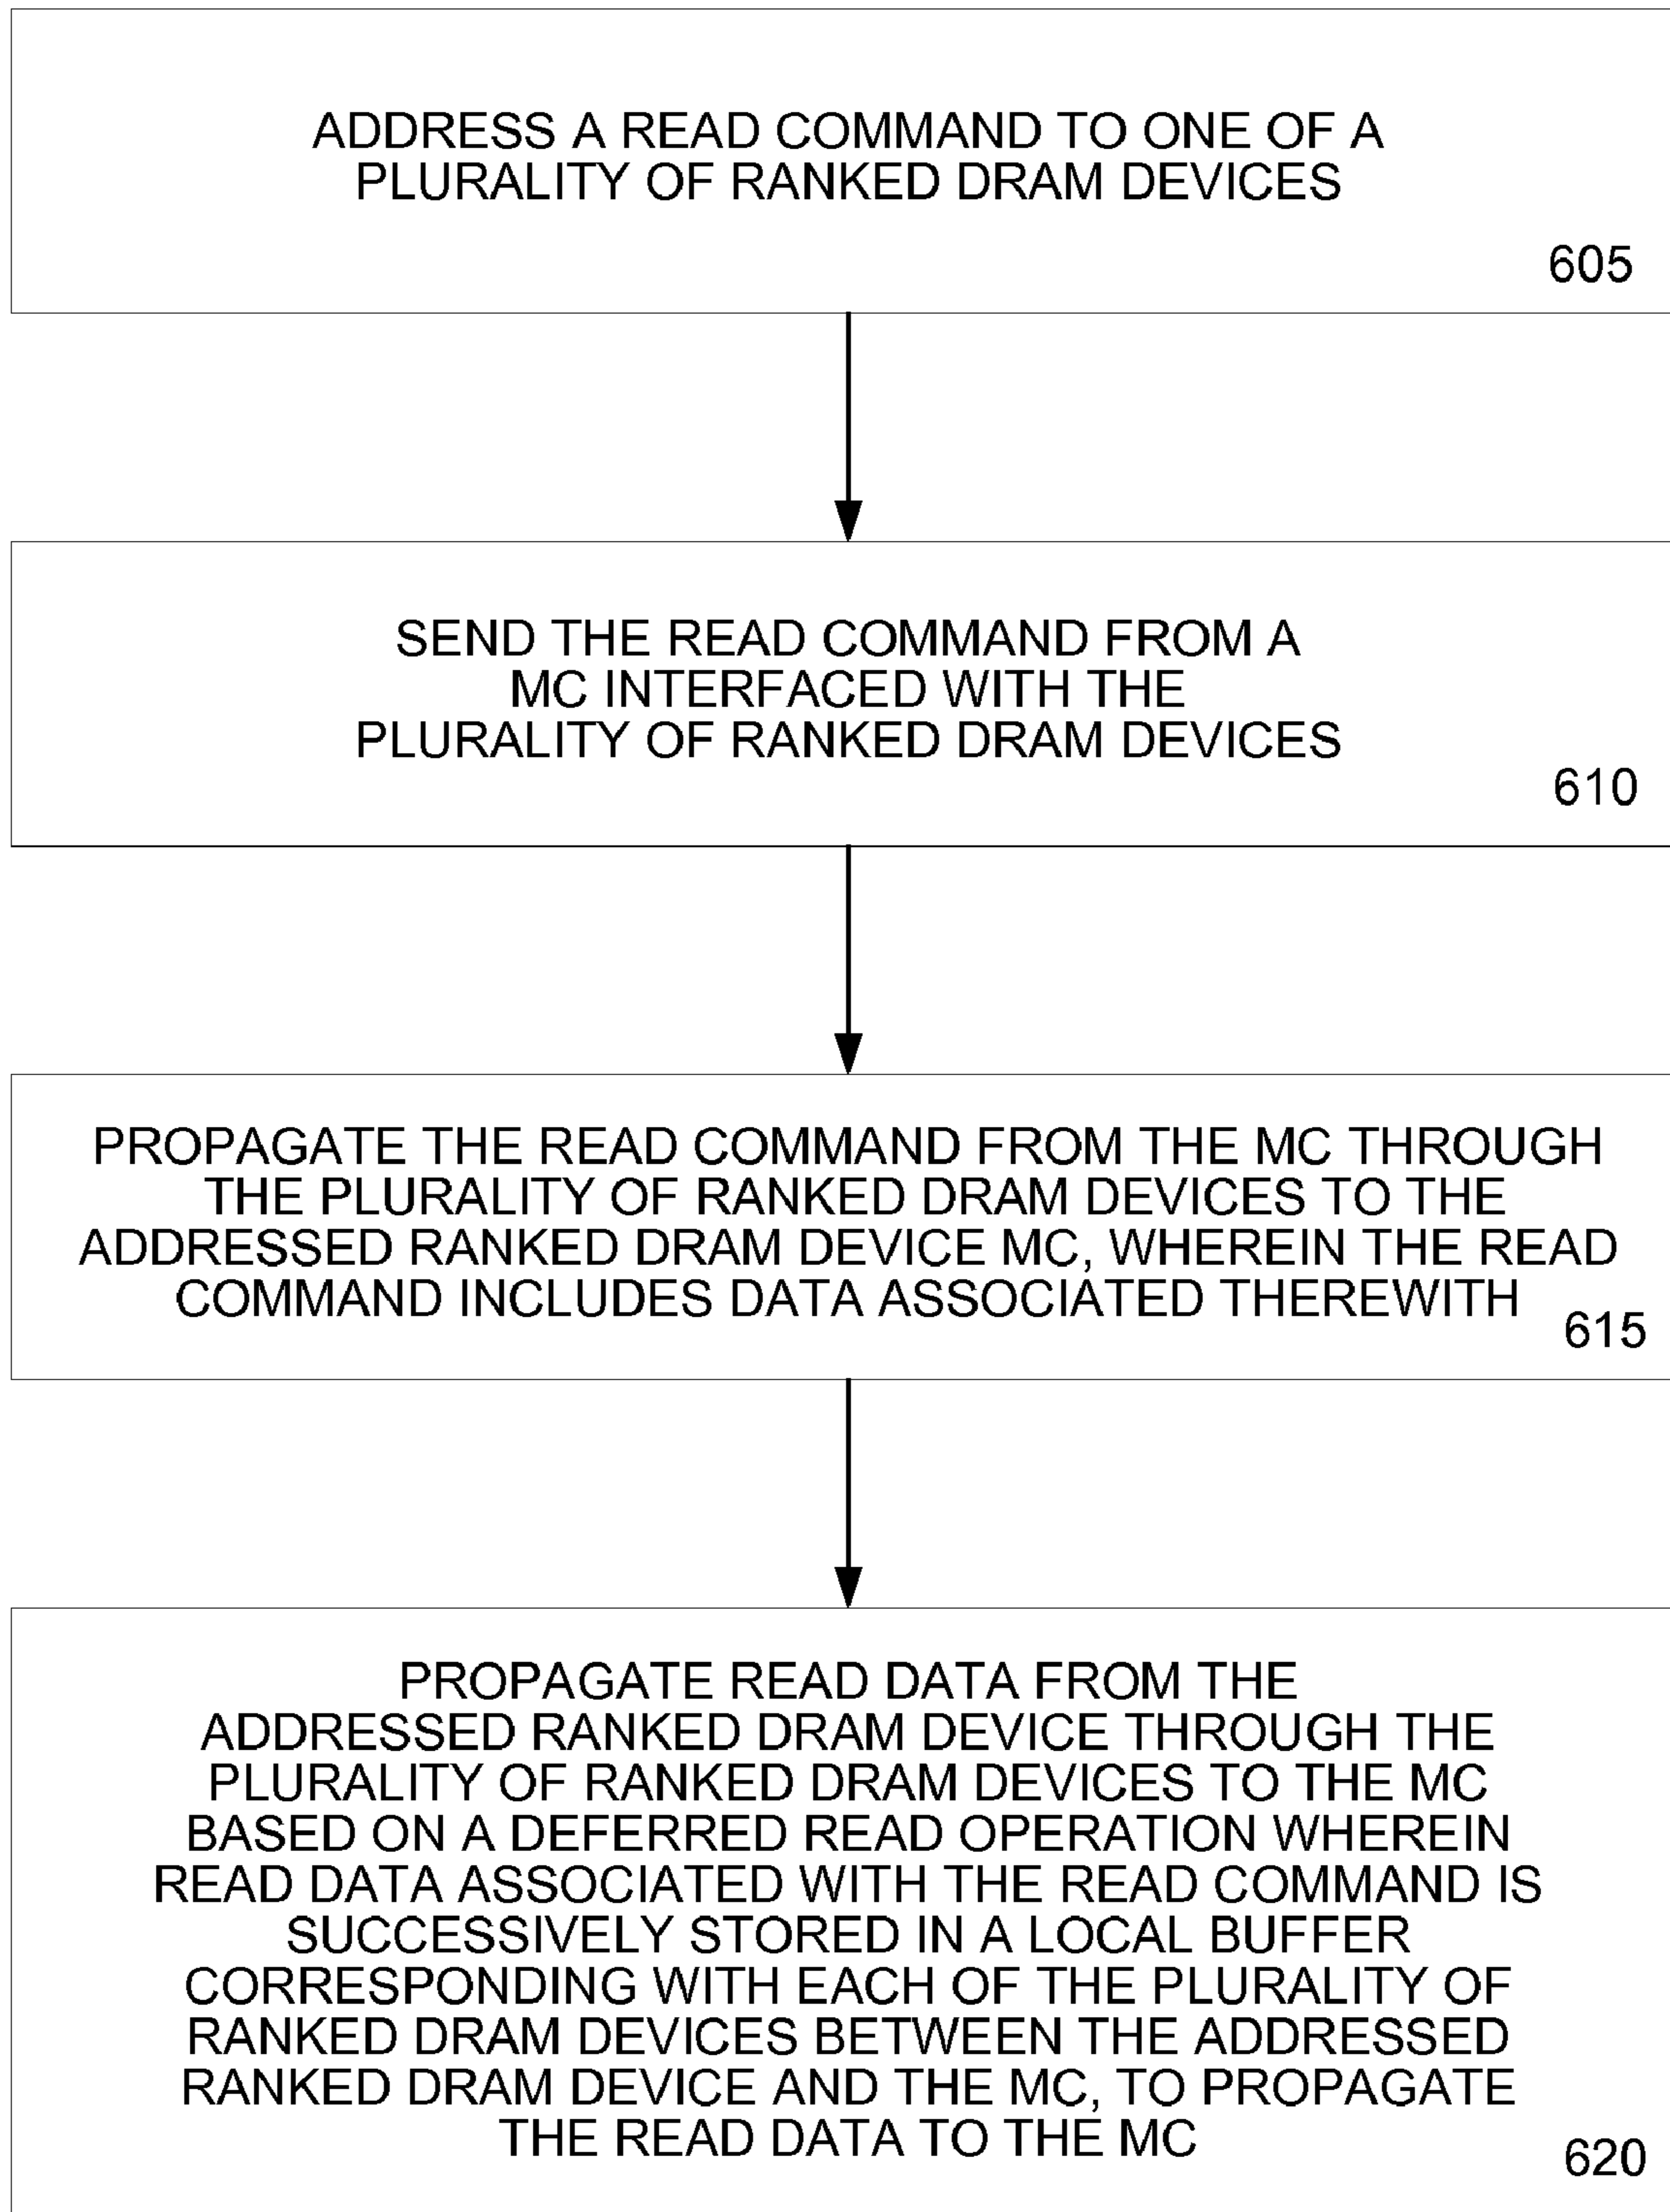 ADDRESS A READ COMMAND TO ONE OF A
PLURALITY OF RANKED DRAM DEVICES
605
SEND THE READ COMMAND FROM A
MC INTERFACED WITH THE
PLURALITY OF RANKED DRAM DEVICES
610
PROPAGATE THE READ COMMAND FROM THE MC THROUGH
THE PLURALITY OF RANKED DRAM DEVICES TO THE
ADDRESSED RANKED DRAM DEVICE MC, WHEREIN THE READ
COMMAND INCLUDES DATA ASSOCIATED THEREWITH
615
PROPAGATE READ DATA FROM THE
ADDRESSED RANKED DRAM DEVICE THROUGH THE
PLURALITY OF RANKED DRAM DEVICES TO THE MC
BASED ON A DEFERRED READ OPERATION WHEREIN
READ DATA ASSOCIATED WITH THE READ COMMAND IS
SUCCESSIVELY STORED IN A LOCAL BUFFER
CORRESPONDING WITH EACH OF THE PLURALITY OF
RANKED DRAM DEVICES BETWEEN THE ADDRESSED
RANKED DRAM DEVICE AND THE MC, TO PROPAGATE
THE READ DATA TO THE MC
620